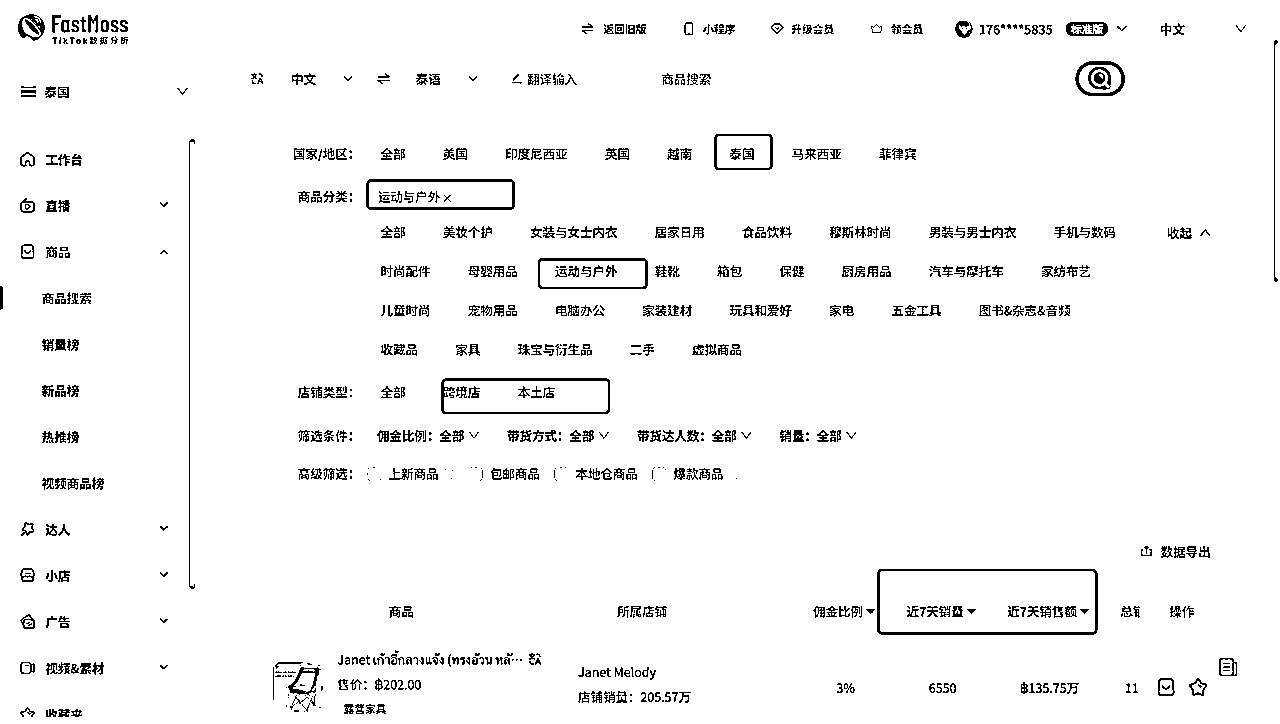 FastMoss
TikTok数据分析
返回旧版 小程序 升级会员 领会员 176****5835 标准版 中文
泰国
中文 泰语 翻译输入 商品搜索
工作台
直播
商品
商品搜索
销量榜
新品榜
热推榜
视频商品榜
达人
小店
广告
视频&素材
收藏夹
国家/地区： 全部 美国 印度尼西亚 英国 越南 泰国 马来西亚 菲律宾
商品分类： 运动与户外 ×
全部 美妆个护 女装与女士内衣 居家日用 食品饮料 穆斯林时尚 男装与男士内衣 手机与数码 收起
时尚配件 母婴用品 运动与户外 鞋靴 箱包 保健 厨房用品 汽车与摩托车 家纺布艺
儿童时尚 宠物用品 电脑办公 家装建材 玩具和爱好 家电 五金工具 图书&杂志&音频
收藏品 家具 珠宝与衍生品 二手 虚拟商品
店铺类型： 全部 跨境店 本土店
筛选条件： 佣金比例：全部 带货方式：全部 带货达人数：全部 销量：全部
高级筛选： 上新商品 包邮商品 本地仓商品 爆款商品
数据导出
商品 所属店铺 佣金比例 近7天销量 近7天销售额 总销 操作
Janet เก้าอี้กลางแจ้ง (ทรงอ้วน หลั...
售价：฿202.00
露营家具
Janet Melody
店铺销量：205.57万
3% 6550 ฿135.75万 11